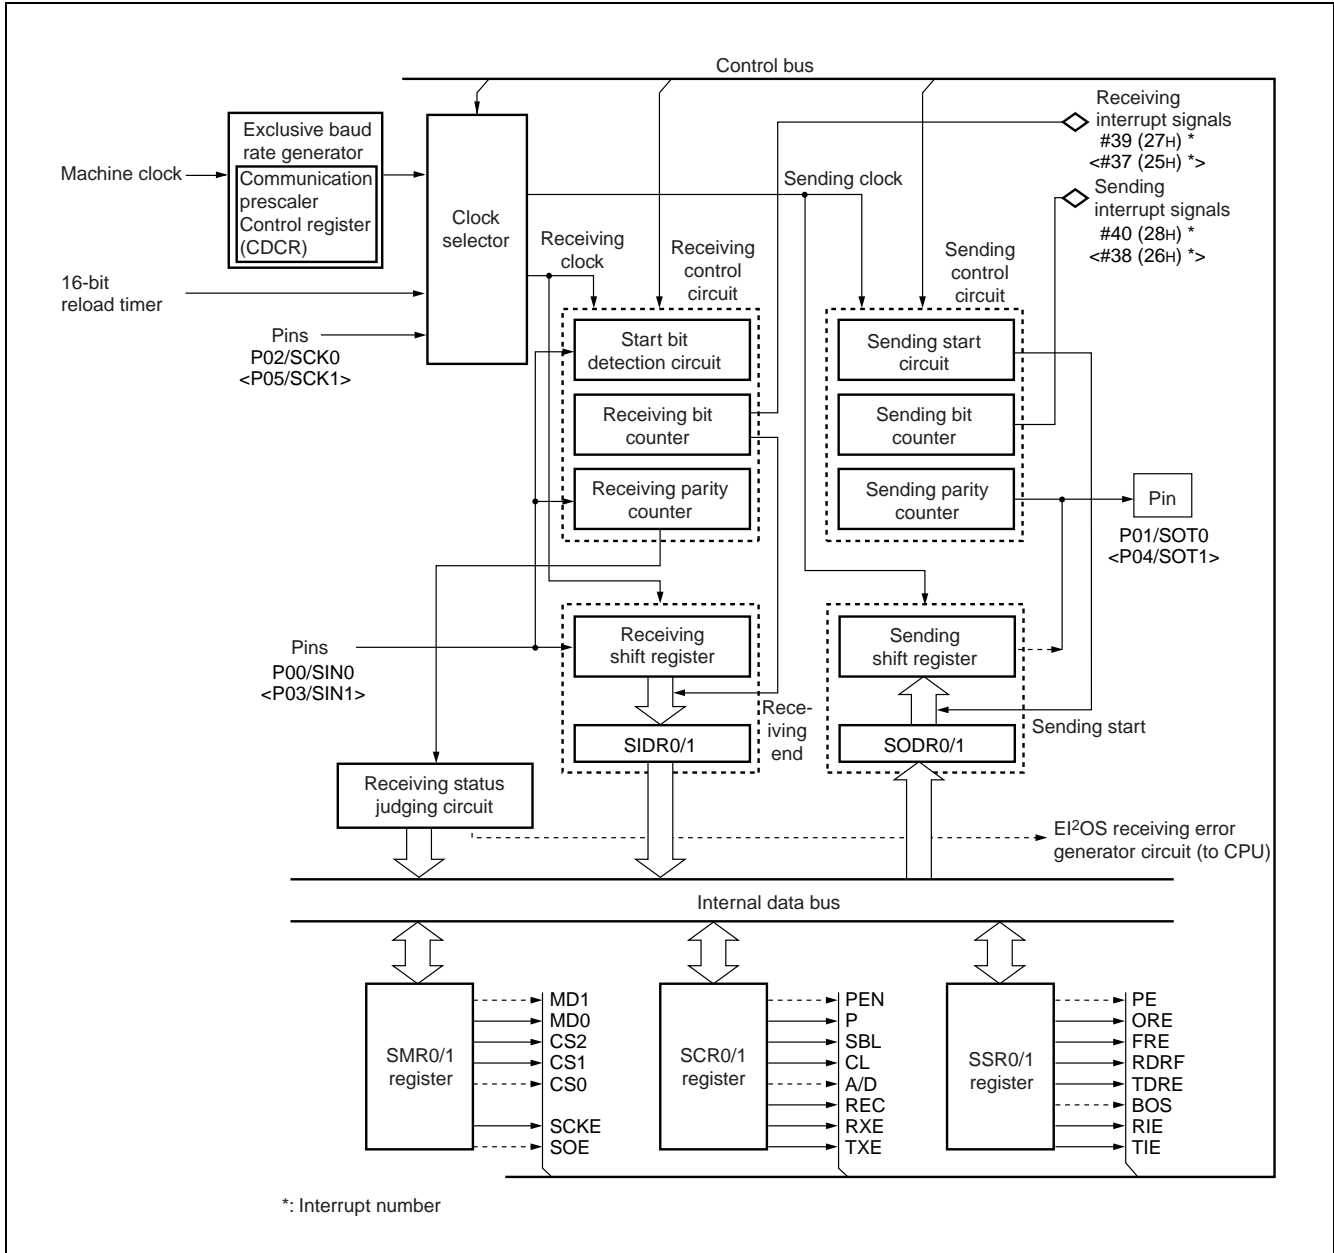 Control bus
Receiving
interrupt signals
#39 (27H) *
<#37 (25H) *>
Sending
interrupt signals
#40 (28H) *
<#38 (26H) *>
Exclusive baud
rate generator
Communication
prescaler
Control register
(CDCR)
Machine clock
Clock
selector
Sending clock
Receiving
clock
Receiving
control
circuit
Sending
control
circuit
16-bit
reload timer
Pins
P02/SCK0
<P05/SCK1>
Start bit
detection circuit
Sending start
circuit
Receiving bit
counter
Sending bit
counter
Receiving parity
counter
Sending parity
counter
Pin
P01/SOT0
<P04/SOT1>
Pins
P00/SIN0
<P03/SIN1>
Receiving
shift register
Sending
shift register
Rece-
iving
end
Sending start
SIDR0/1
SODR0/1
Receiving status
judging circuit
EI²OS receiving error
generator circuit (to CPU)
Internal data bus
SMR0/1
register
MD1
MD0
CS2
CS1
CS0
SCKE
SOE
SCR0/1
register
PEN
P
SBL
CL
A/D
REC
RXE
TXE
SSR0/1
register
PE
ORE
FRE
RDRF
TDRE
BOS
RIE
TIE
*: Interrupt number